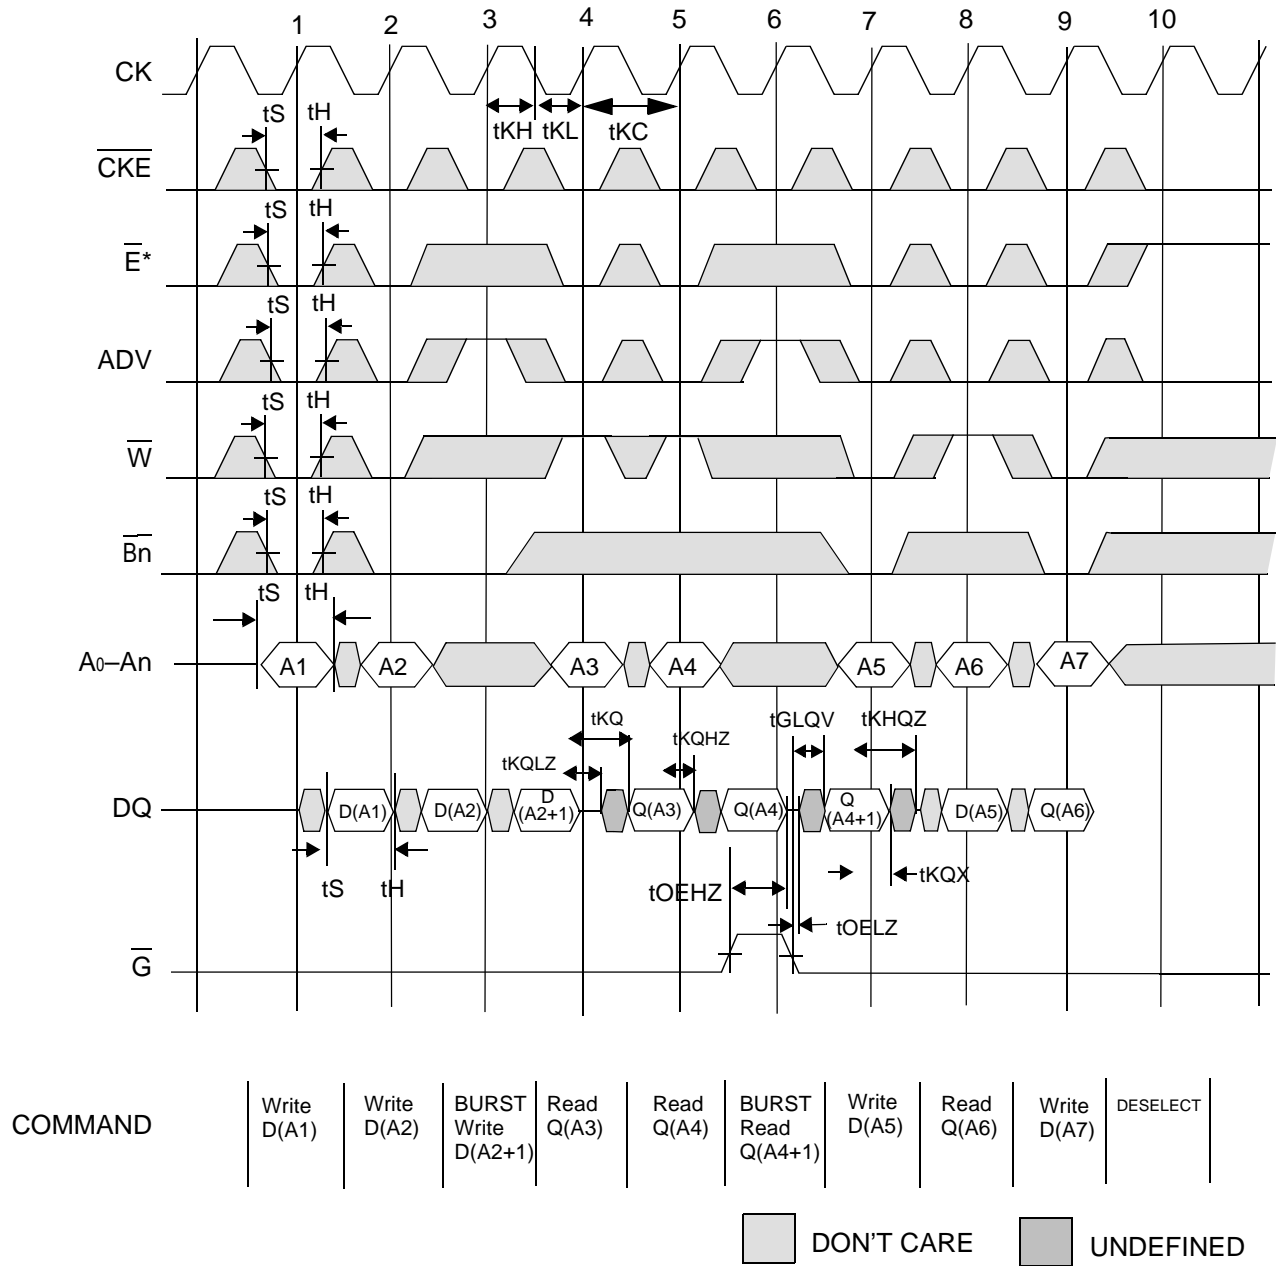 1 2 3 4 5 6 7 8 9 10
CK
tS tH
tKH tKL tKC
CKE
tS tH
E*
tS tH
ADV
tS tH
W
tS tH
Bn
tS tH
A0–An A1 A2 A3 A4 A5 A6 A7
tKQ tGLQV tKHQZ
tKQHZ
tKQLZ
DQ D(A1) D(A2) D (A2+1) Q(A3) Q(A4) Q (A4+1) D(A5) Q(A6)
tS tH tOEHZ tKQX
tOELZ
G
COMMAND
Write
D(A1)
Write
D(A2)
BURST
Write
D(A2+1)
Read
Q(A3)
Read
Q(A4)
BURST
Read
Q(A4+1)
Write
D(A5)
Read
Q(A6)
Write
D(A7)
DESELECT
DON'T CARE
UNDEFINED